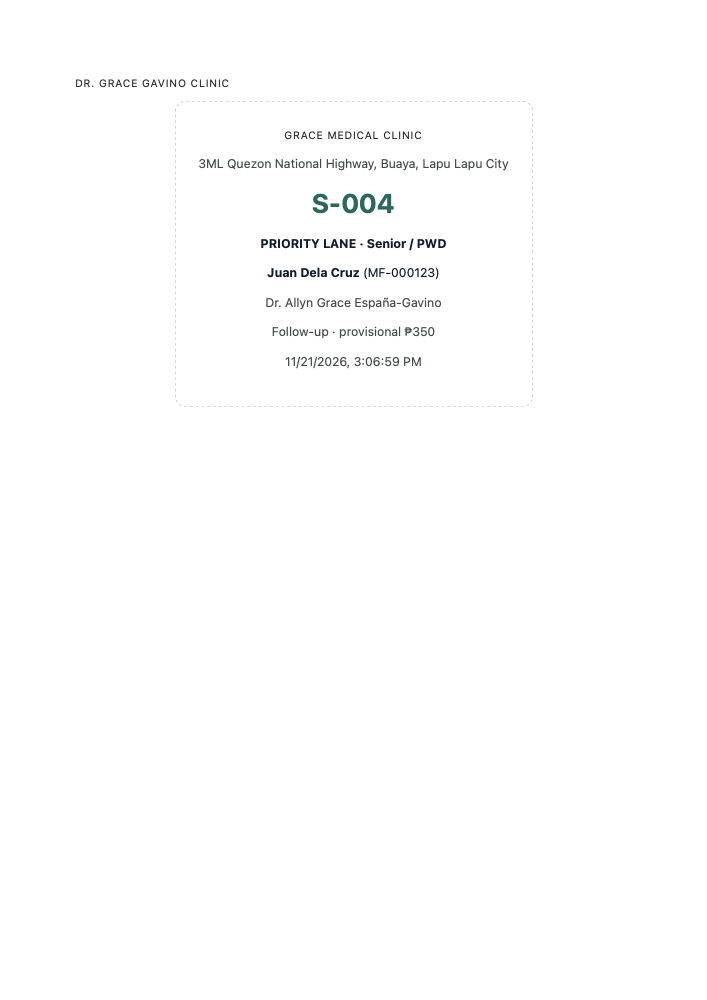 DR. GRACE GAVINO CLINIC
GRACE MEDICAL CLINIC
3ML Quezon National Highway, Buaya, Lapu Lapu City
S-004
PRIORITY LANE · Senior / PWD
Juan Dela Cruz (MF-000123)
Dr. Allyn Grace España-Gavino
Follow-up · provisional ₱350
11/21/2026, 3:06:59 PM